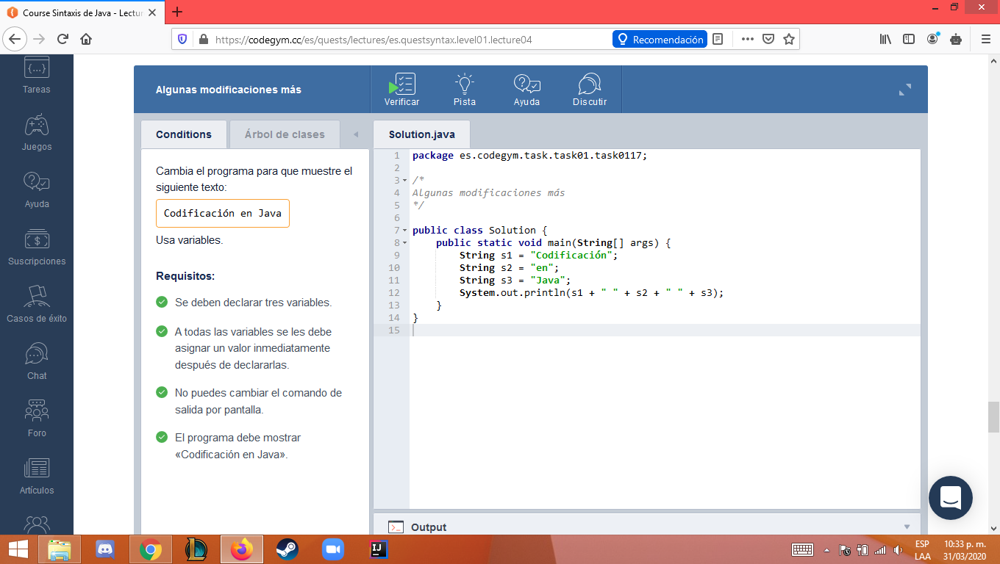 Course Sintaxis de Java - Lectur
https://codegym.cc/es/quests/lectures/es.questsyntax.level01.lecture04
Recomendación
{...}
Tareas
Juegos
Ayuda
Suscripciones
Casos de éxito
Chat
Foro
Artículos
Algunas modificaciones más
Verificar
Pista
Ayuda
Discutir
Conditions
Árbol de clases
Cambia el programa para que muestre el
siguiente texto:
Codificación en Java
Usa variables.
Requisitos:
Se deben declarar tres variables.
A todas las variables se les debe
asignar un valor inmediatamente
después de declararlas.
No puedes cambiar el comando de
salida por pantalla.
El programa debe mostrar
«Codificación en Java».
Solution.java
1 package es.codegym.task.task01.task0117;
2
3 /*
4 Algunas modificaciones más
5 */
6
7 public class Solution {
8 public static void main(String[] args) {
9 String s1 = "Codificación";
10 String s2 = "en";
11 String s3 = "Java";
12 System.out.println(s1 + " " + s2 + " " + s3);
13 }
14 }
15
Output
IJ
ESP
LAA
10:33 p. m.
31/03/2020